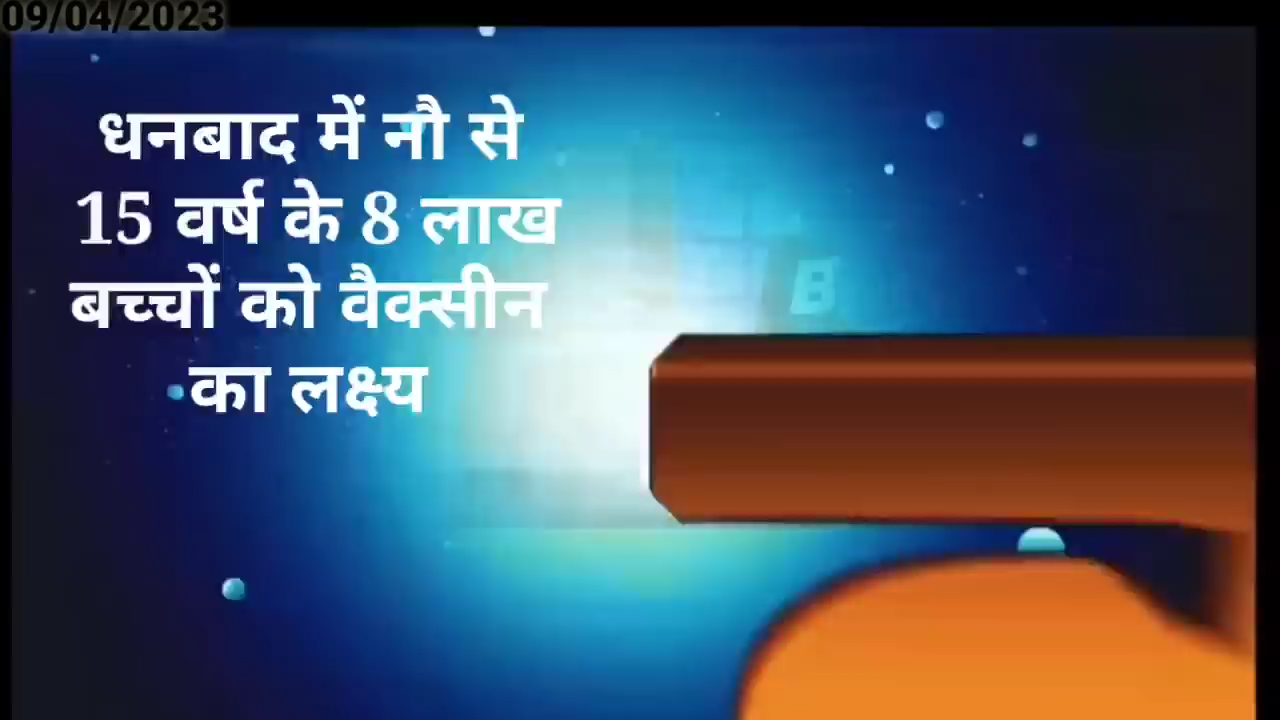 09/04/2023
धनबाद में नौ से
15 वर्ष के 8 लाख
बच्चों को वैक्सीन
का लक्ष्य
B